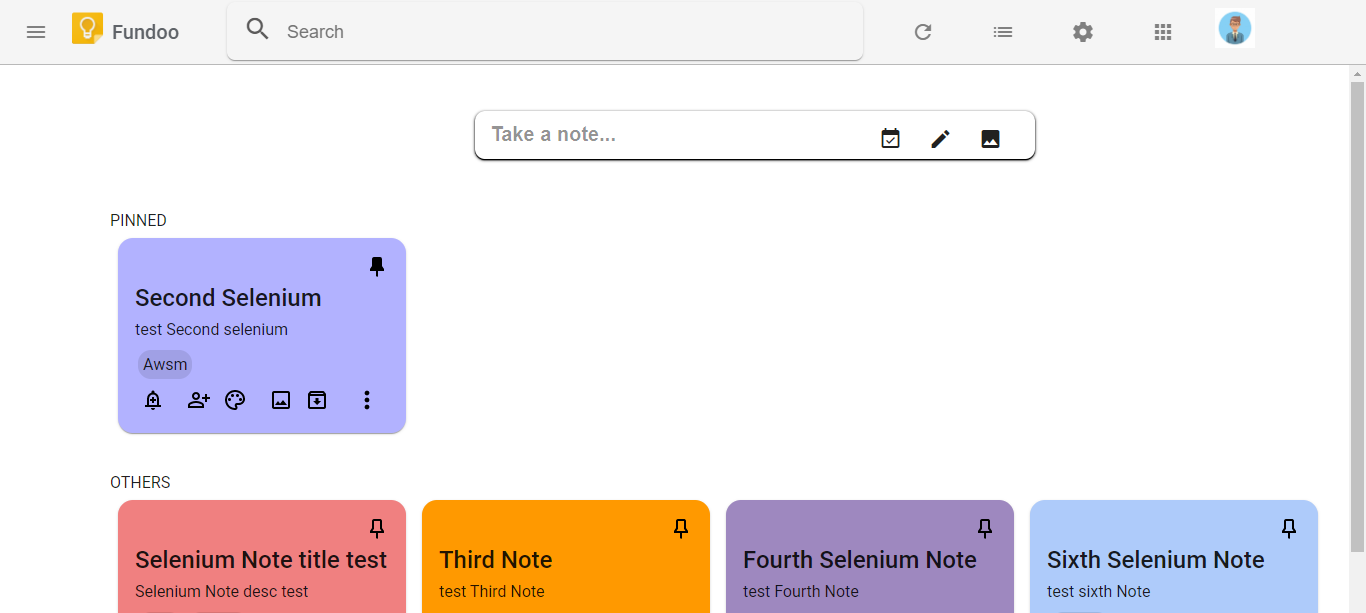 Fundoo
Search
Take a note...
PINNED
Second Selenium
test Second selenium
Awsm
OTHERS
Selenium Note title test
Selenium Note desc test
Third Note
test Third Note
Fourth Selenium Note
test Fourth Note
Sixth Selenium Note
test sixth Note